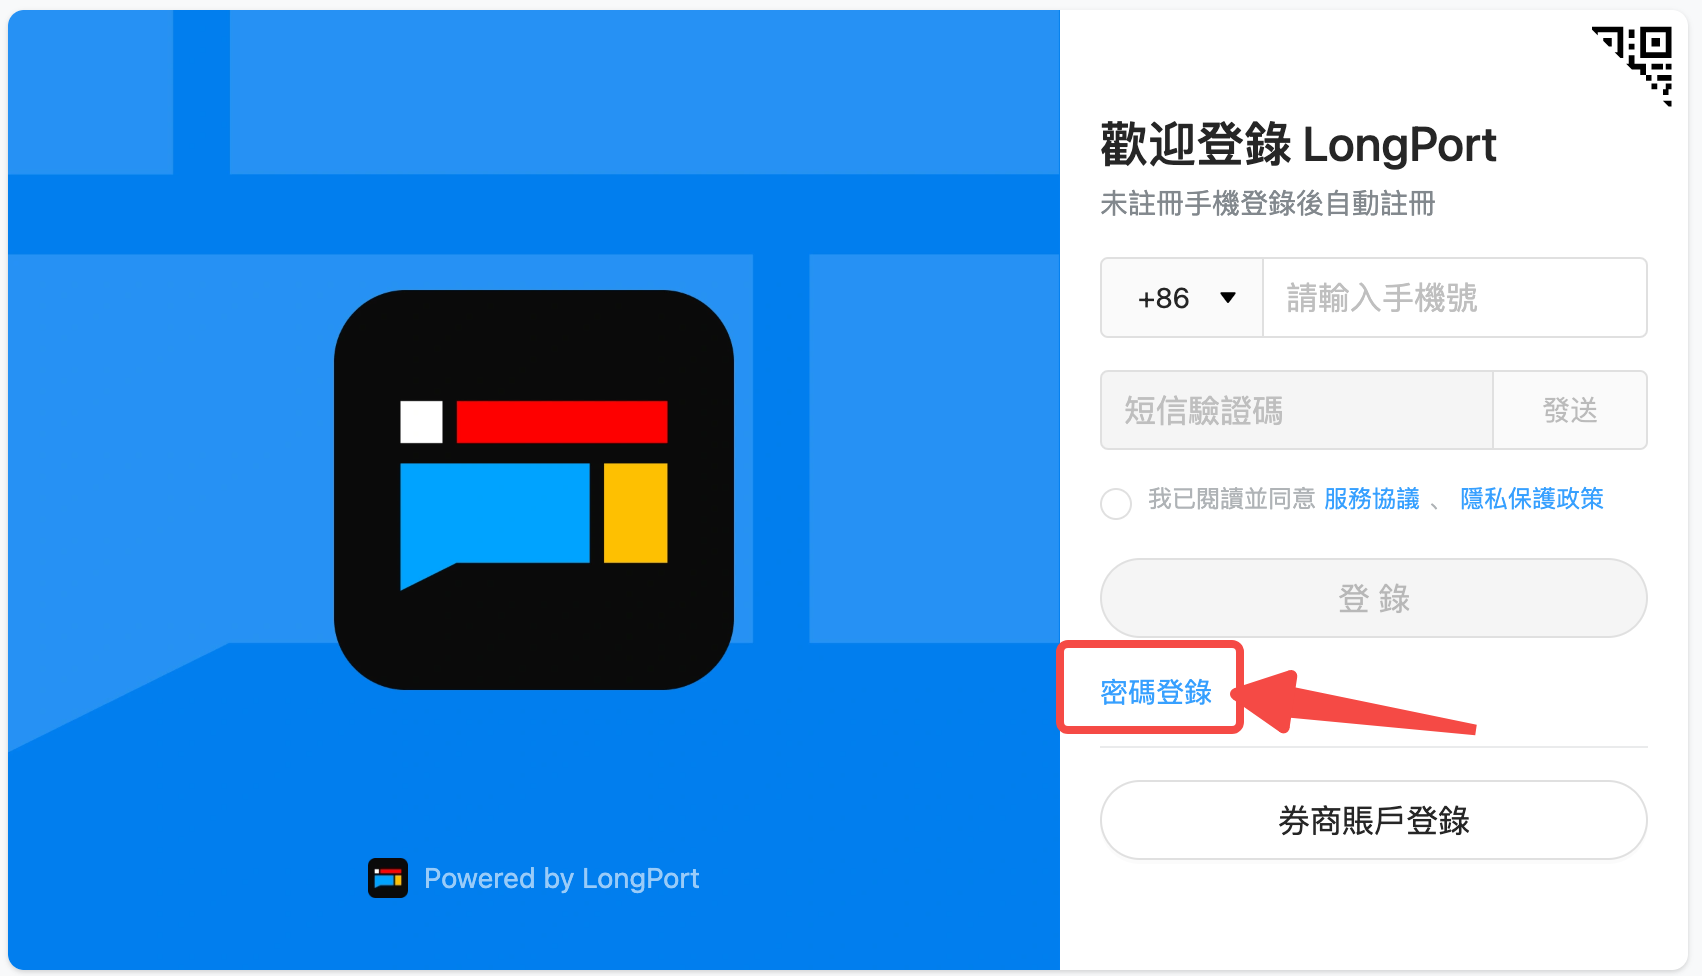 歡迎登錄 LongPort
未註冊手機登錄後自動註冊
+86 請輸入手機號
短信驗證碼 發送
我已閱讀並同意 服務協議 、 隱私保護政策
登 錄
密碼登錄
券商賬戶登錄
Powered by LongPort